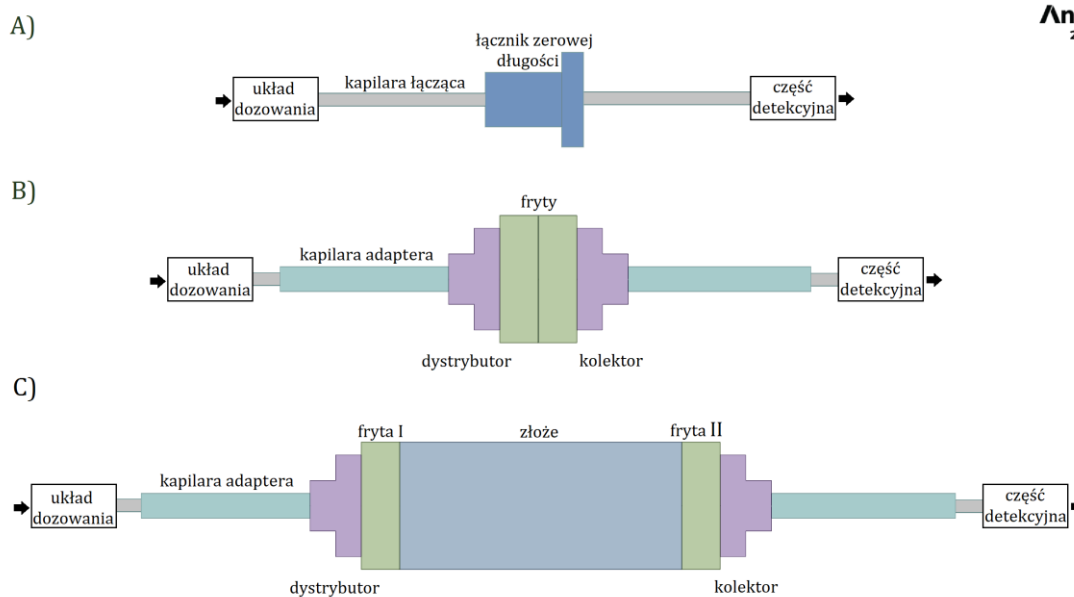 A)
Λn
z
łącznik zerowej
długości
układ
dozowania
kapilara łącząca
część
detekcyjna
B)
fryty
kapilara adaptera
układ
dozowania
część
detekcyjna
dystrybutor
kolektor
C)
fryta I
złoże
fryta II
kapilara adaptera
układ
dozowania
część
detekcyjna
dystrybutor
kolektor